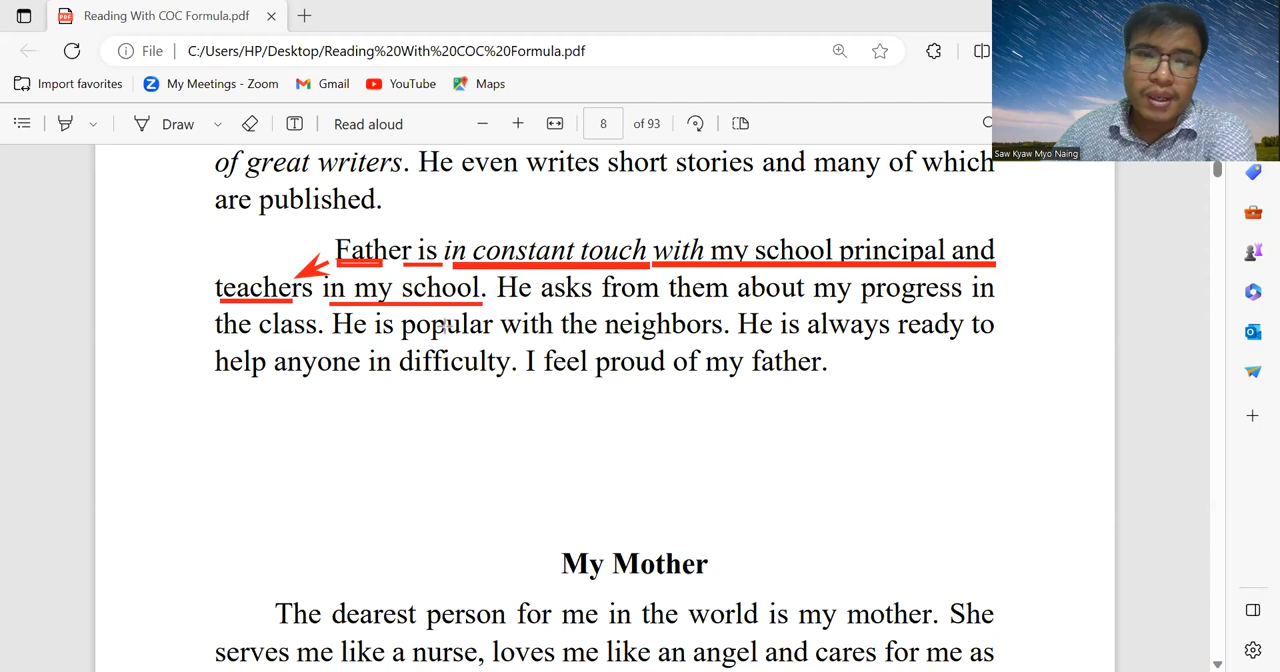 Reading With COC Formula.pdf
File
C:/Users/HP/Desktop/Reading%20With%20COC%20Formula.pdf
Import favorites
My Meetings - Zoom
Gmail
YouTube
Maps
Draw
Read aloud
8
of 93
Saw Kyaw Myo Naing
of great writers. He even writes short stories and many of which
are published.
Father is in constant touch with my school principal and
teachers in my school. He asks from them about my progress in
the class. He is popular with the neighbors. He is always ready to
help anyone in difficulty. I feel proud of my father.
My Mother
The dearest person for me in the world is my mother. She
serves me like a nurse, loves me like an angel and cares for me as